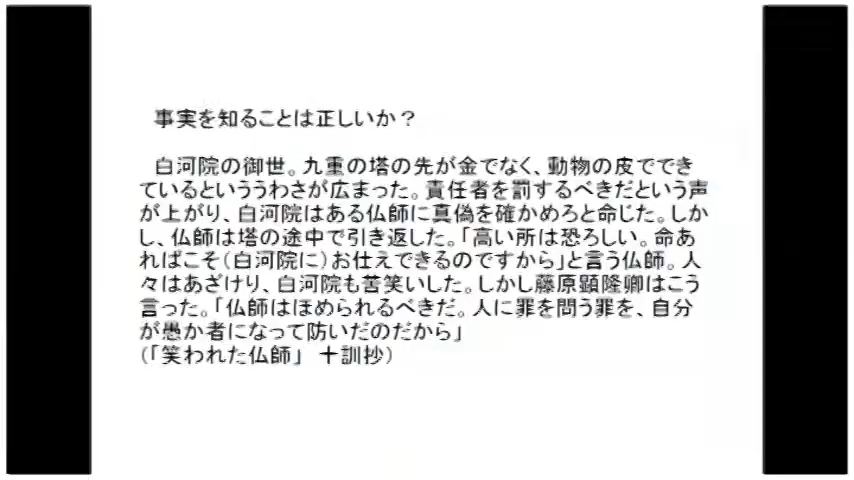 事実を知ることは正しいか？
白河院の御世。九重の塔の先が金でなく、動物の皮ででき
ているといううわさが広まった。責任者を罰するべきだという声
が上がり、白河院はある仏師に真偽を確かめろと命じた。しか
し、仏師は塔の途中で引き返した。「高い所は恐ろしい。命あ
ればこそ（白河院に）お仕えできるのですから」と言う仏師。人
々はあざけり、白河院も苦笑いした。しかし藤原顕隆卿はこう
言った。「仏師はほめられるべきだ。人に罪を問う罪を、自分
が愚か者になって防いだのだから」
（「笑われた仏師」　十訓抄）